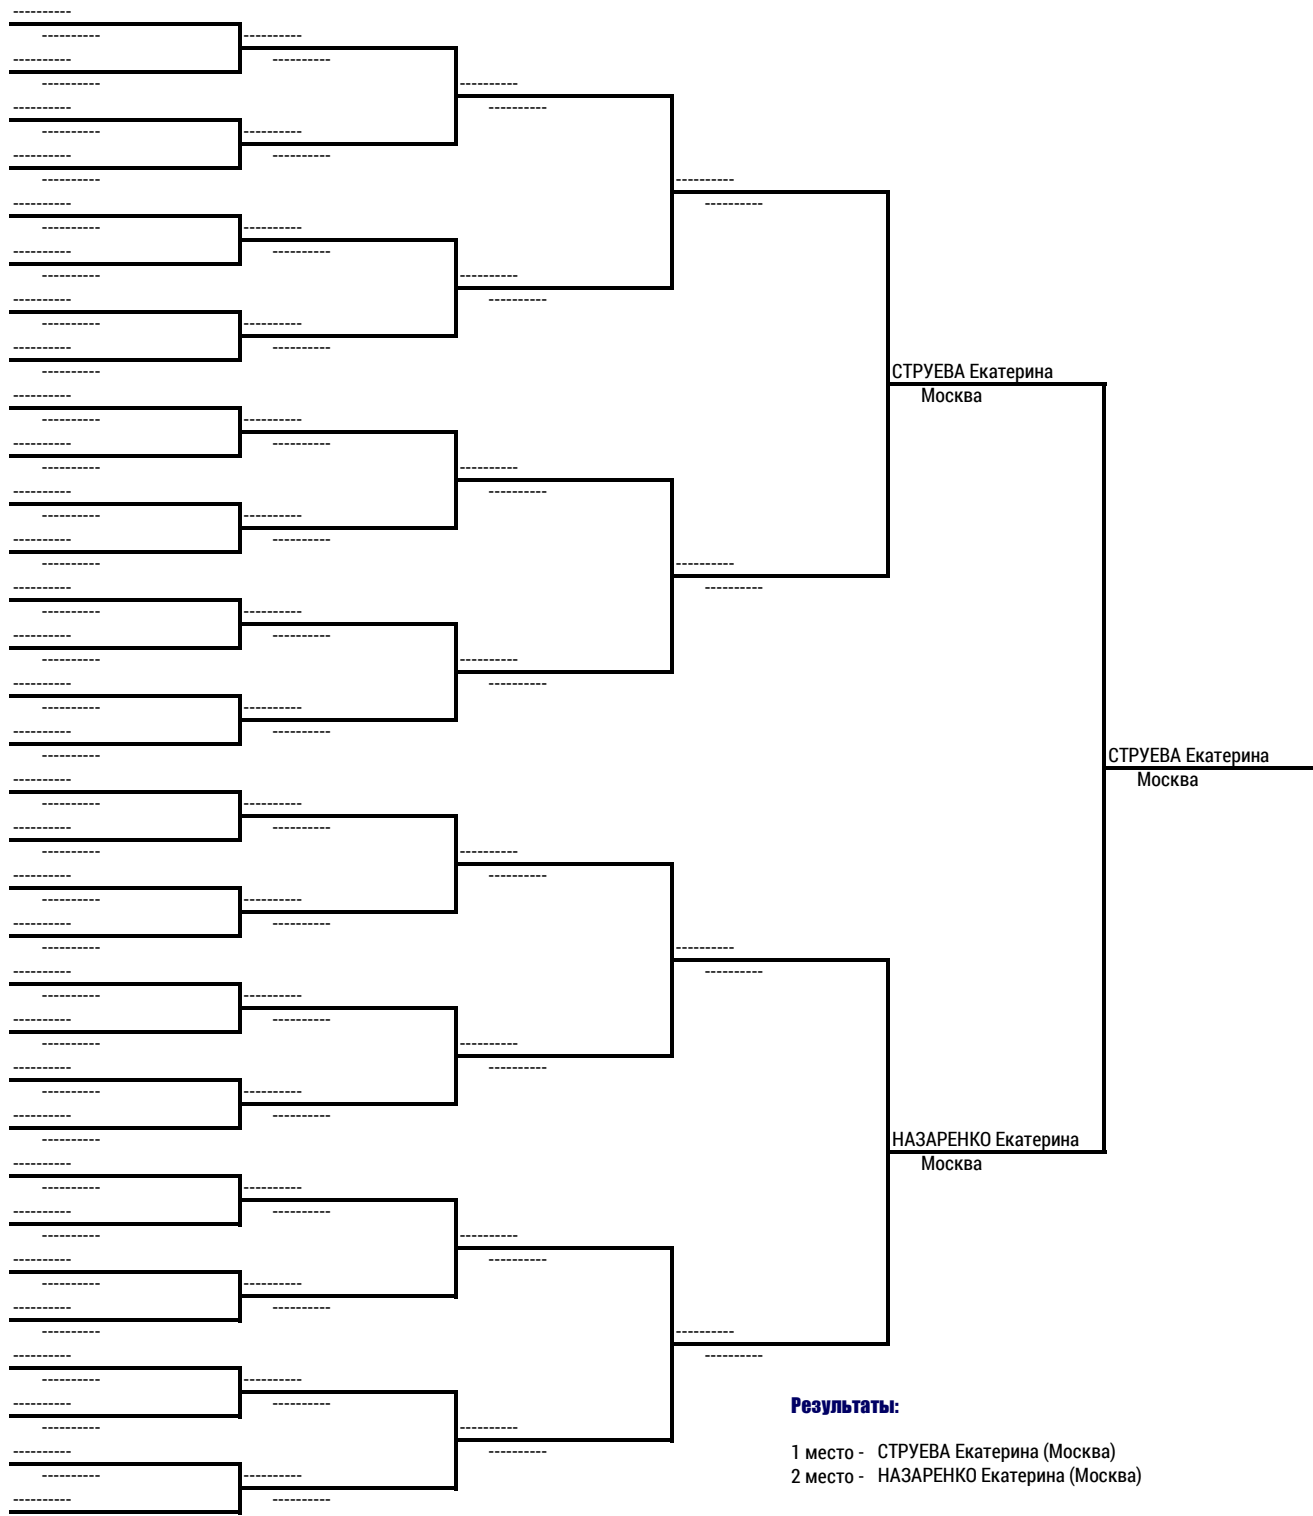 СТРУЕВА Екатерина
Москва
СТРУЕВА Екатерина
Москва
НАЗАРЕНКО Екатерина
Москва
Результаты:
1 место - СТРУЕВА Екатерина (Москва)
2 место - НАЗАРЕНКО Екатерина (Москва)